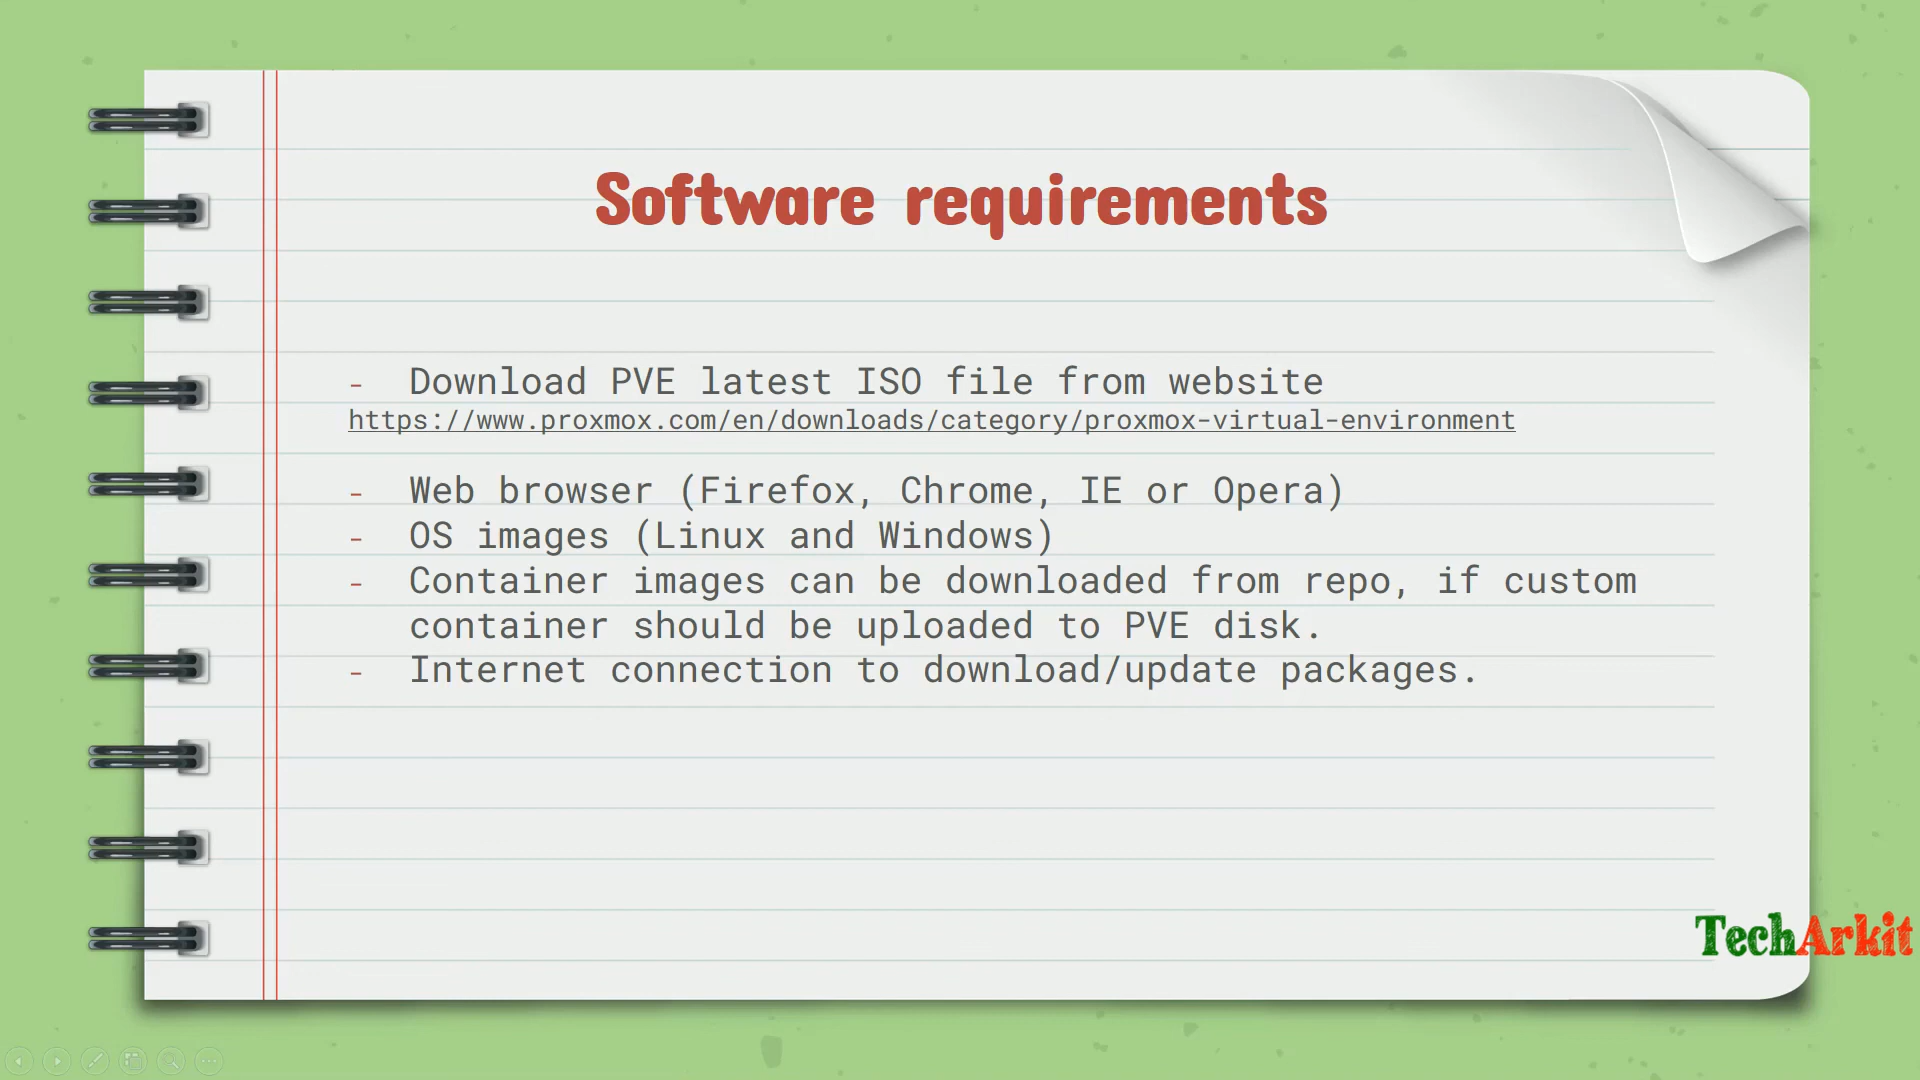 Software requirements
- Download PVE latest ISO file from website
https://www.proxmox.com/en/downloads/category/proxmox-virtual-environment
- Web browser (Firefox, Chrome, IE or Opera)
- OS images (Linux and Windows)
- Container images can be downloaded from repo, if custom
container should be uploaded to PVE disk.
- Internet connection to download/update packages.
TechArkit